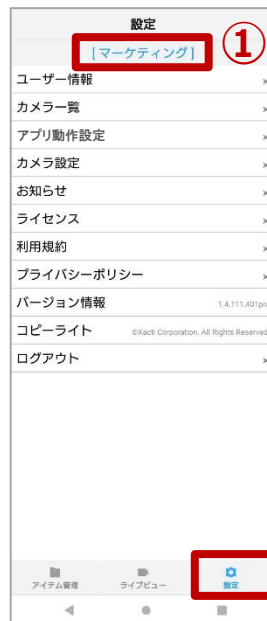 設定
[マーケティング]
①
ユーザー情報
カメラ一覧
アプリ動作設定
カメラ設定
お知らせ
ライセンス
利用規約
プライバシーポリシー
バージョン情報 1.4.111.401pr
コピーライト ©Xacti Corporation. All Rights Reserved
ログアウト
アイテム管理 ライブビュー 設定